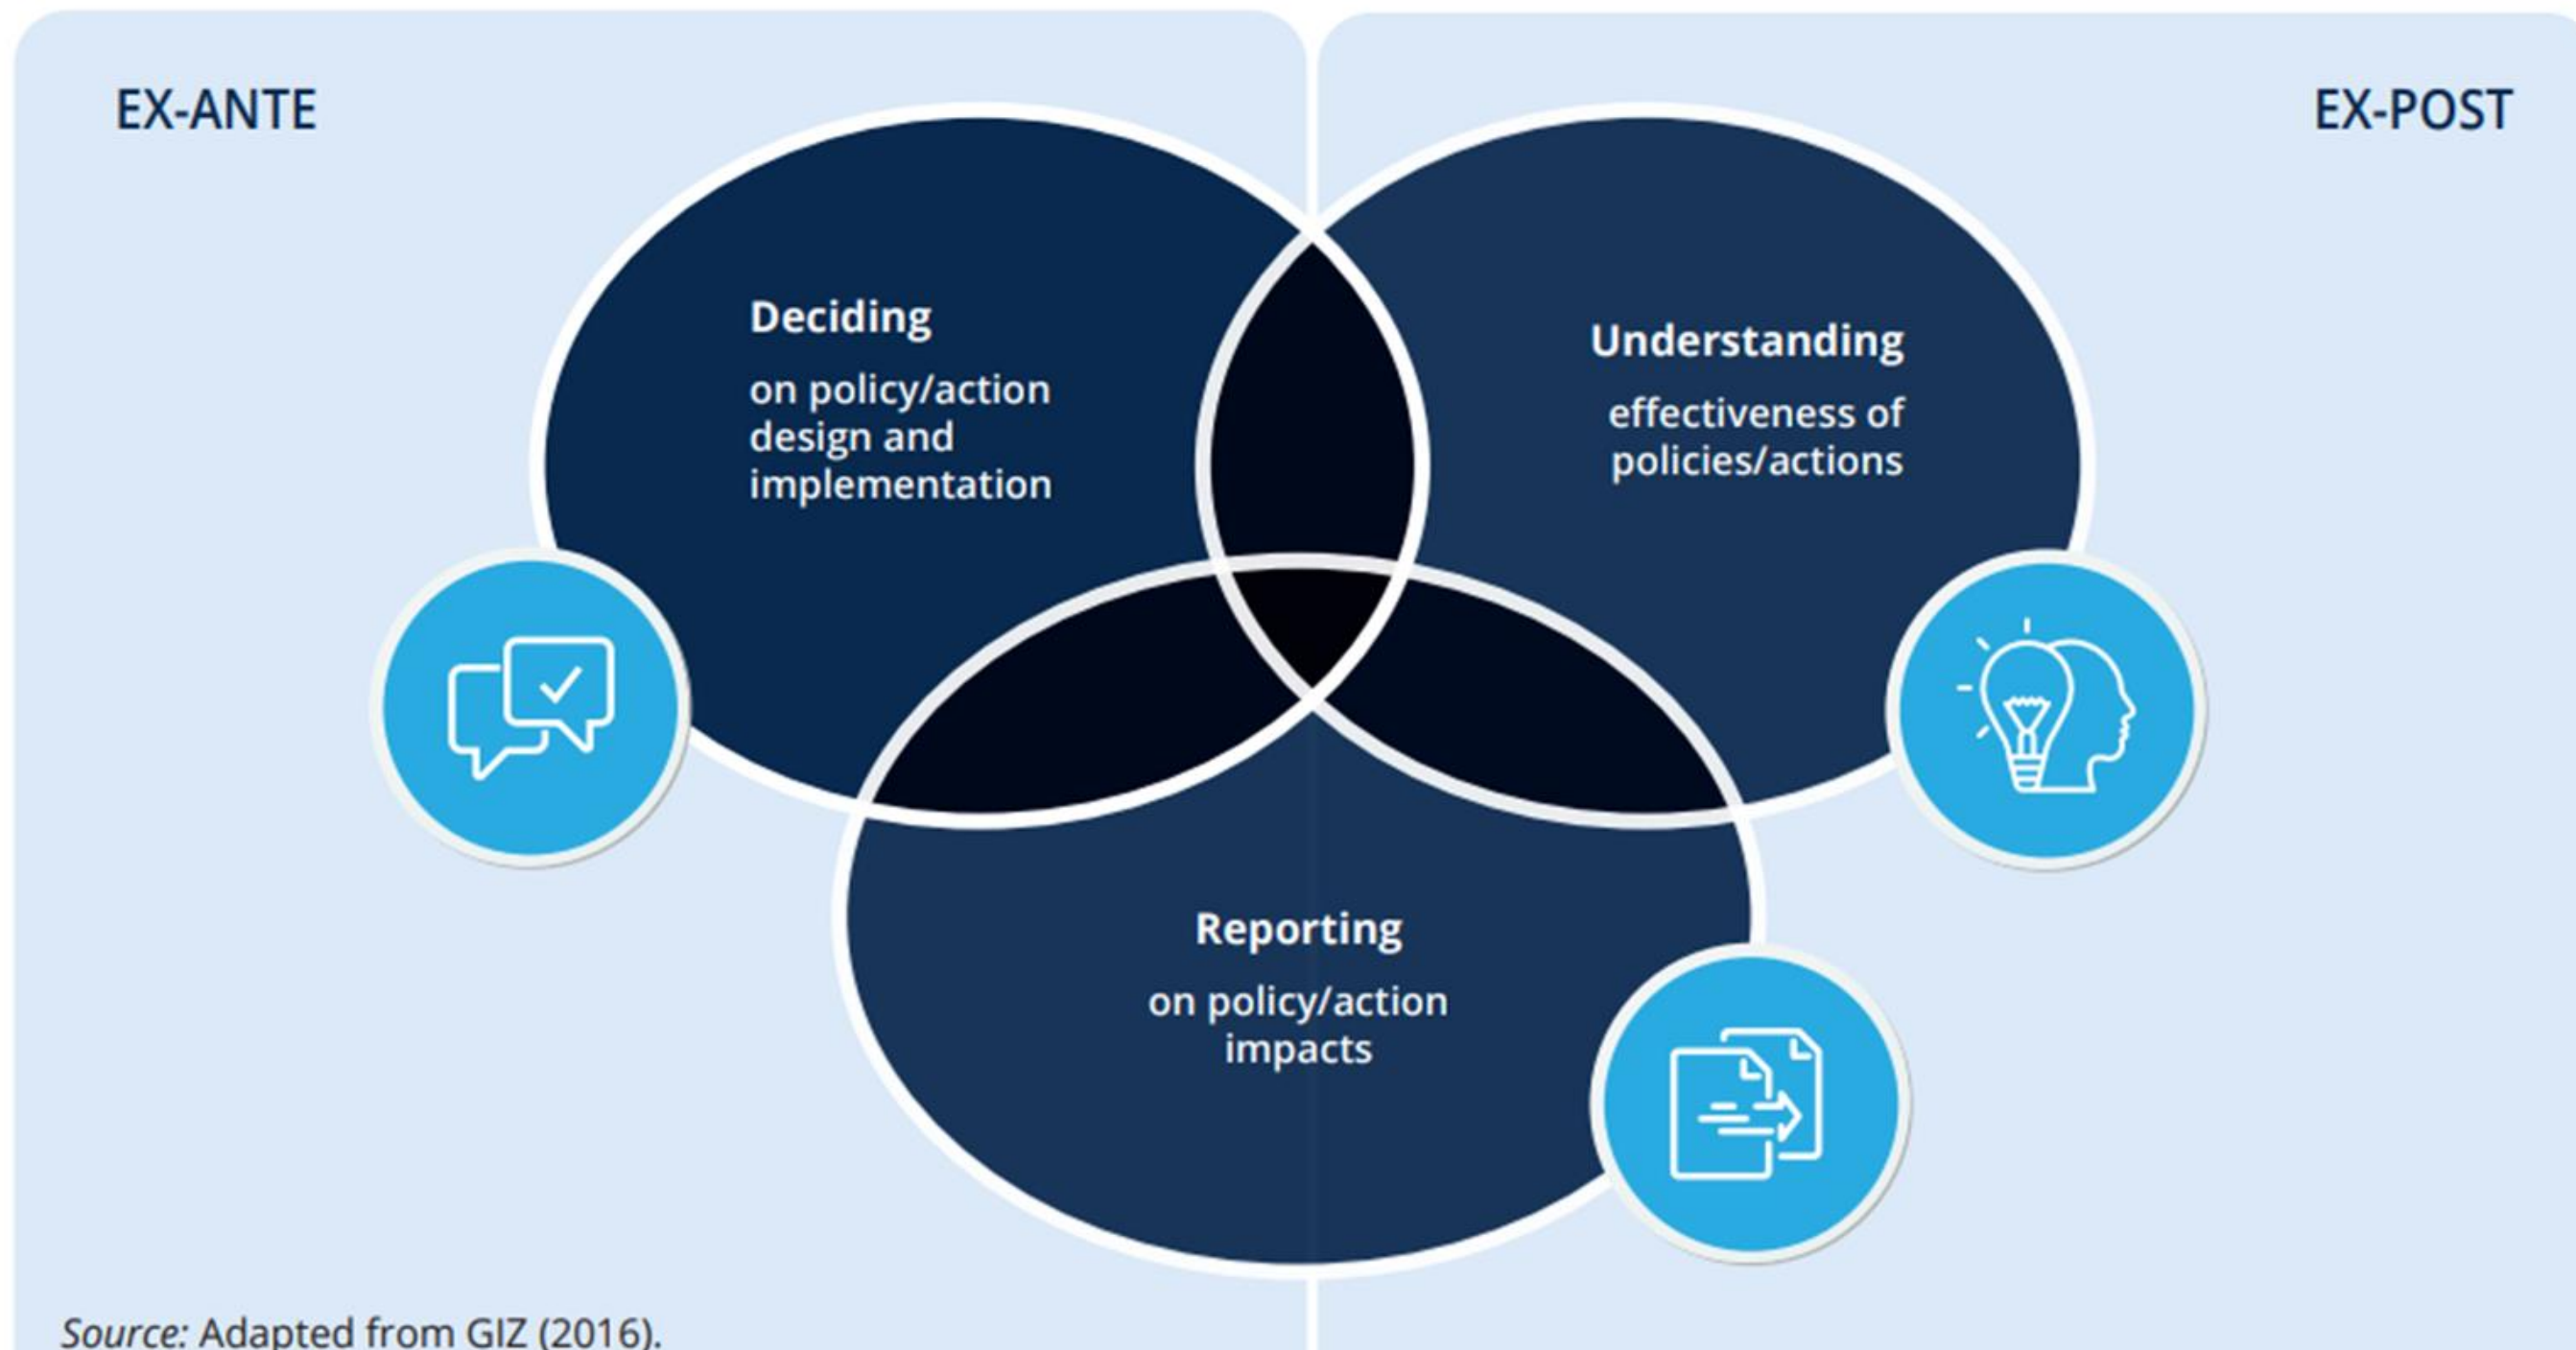 EX-ANTE
EX-POST
Deciding
on policy/action
design and
implementation
Understanding
effectiveness of
policies/actions
Reporting
on policy/action
impacts
Source: Adapted from GIZ (2016).